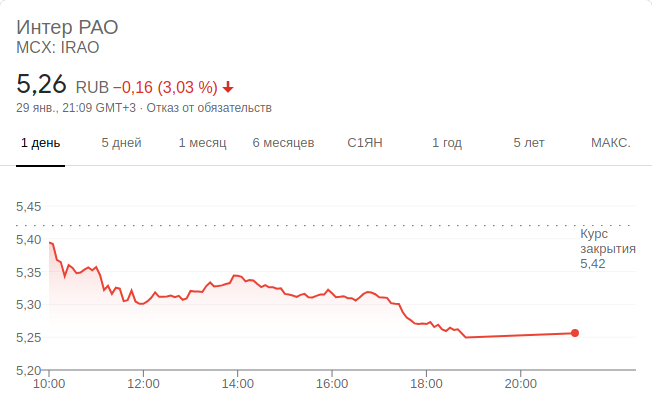 Интер РАО
MCX: IRAO
5,26 RUB −0,16 (3,03 %)
29 янв., 21:09 GMT+3 · Отказ от обязательств
1 день 5 дней 1 месяц 6 месяцев С1ЯН 1 год 5 лет МАКС.
5,45
5,40
Курс
закрытия
5,42
5,35
5,30
5,25
5,20
10:00 12:00 14:00 16:00 18:00 20:00